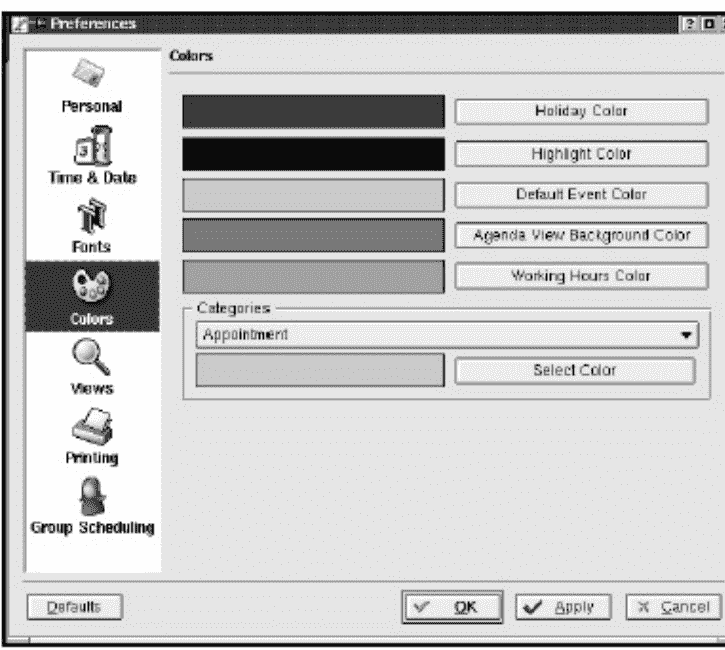 Preferences
Colors
Personal
Time & Date
Fonts
Colors
Views
Printing
Group Scheduling
Holiday Color
Highlight Color
Default Event Color
Agenda View Background Color
Working Hours Color
Categories
Appointment
Select Color
Defaults
OK
Apply
Cancel